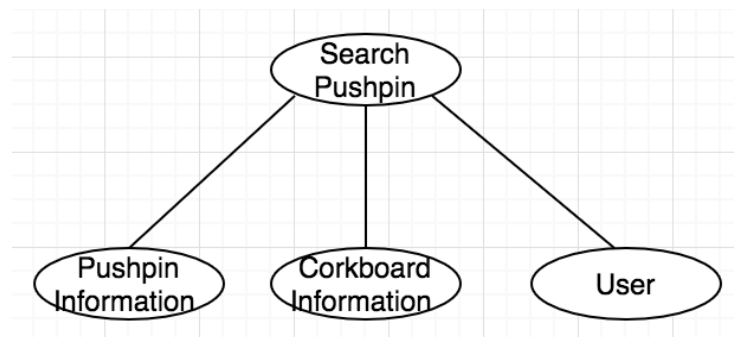 Search
Pushpin
Pushpin
Information
Corkboard
Information
User